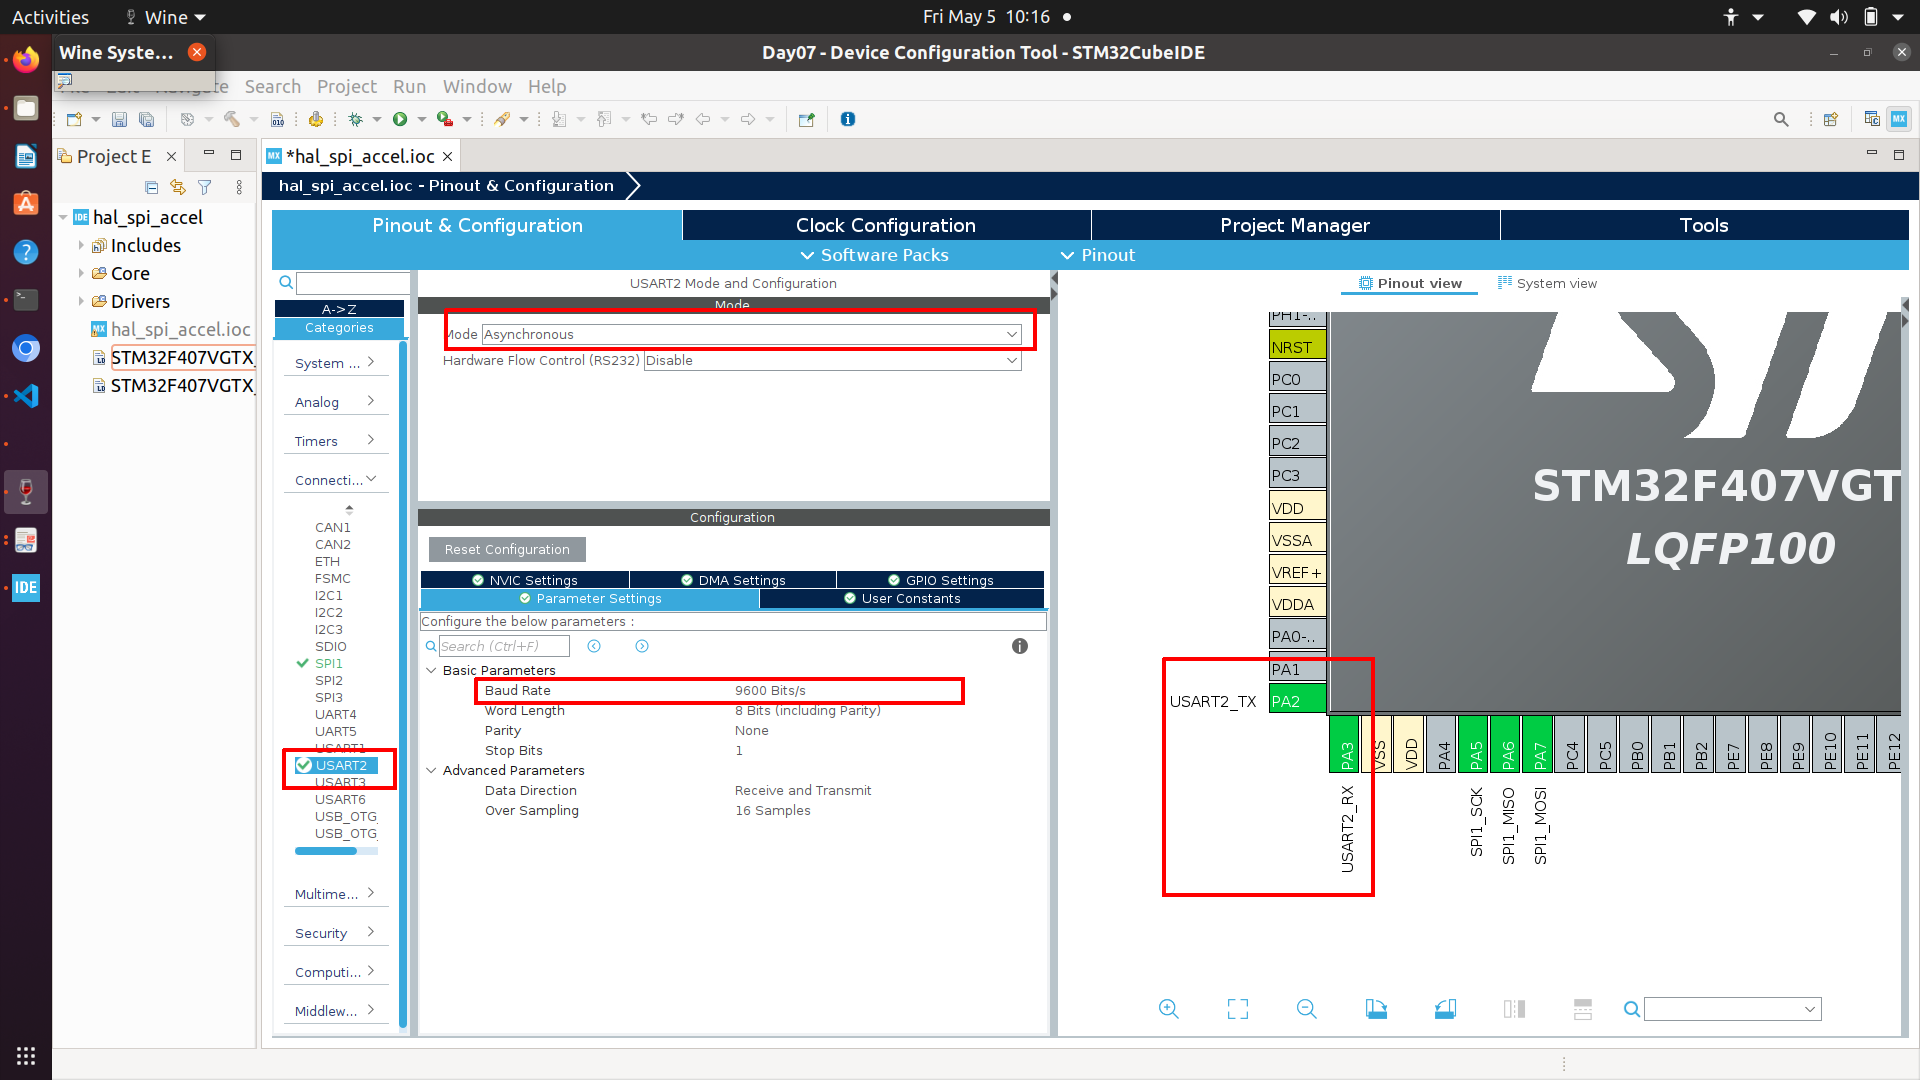 Activities
Wine
Fri May 5 10:16
Wine Syste...
Day07 - Device Configuration Tool - STM32CubeIDE
Search Project Run Window Help
Project E
*hal_spi_accel.ioc
hal_spi_accel.ioc - Pinout & Configuration
hal_spi_accel
Includes
Core
Drivers
hal_spi_accel.ioc
STM32F407VGTX_
STM32F407VGTX_
Pinout & Configuration
Clock Configuration
Project Manager
Tools
Software Packs
Pinout
A->Z
Categories
System ...
Analog
Timers
Connecti...
CAN1
CAN2
ETH
FSMC
I2C1
I2C2
I2C3
SDIO
SPI1
SPI2
SPI3
UART4
UART5
USART1
USART2
USART3
USART6
USB_OTG_
USB_OTG_
Multime...
Security
Computi...
Middlew...
USART2 Mode and Configuration
Mode
Mode Asynchronous
Hardware Flow Control (RS232) Disable
Configuration
Reset Configuration
NVIC Settings
DMA Settings
GPIO Settings
Parameter Settings
User Constants
Configure the below parameters :
Search (Ctrl+F)
Basic Parameters
Baud Rate 9600 Bits/s
Word Length 8 Bits (including Parity)
Parity None
Stop Bits 1
Advanced Parameters
Data Direction Receive and Transmit
Over Sampling 16 Samples
Pinout view
System view
PH1-..
NRST
PC0
PC1
PC2
PC3
VDD
VSSA
VREF+
VDDA
PA0-..
PA1
USART2_TX PA2
STM32F407VGT
LQFP100
PA3
VSS
VDD
PA4
PA5
PA6
PA7
PC4
PC5
PB0
PB1
PB2
PE7
PE8
PE9
PE10
PE11
PE12
USART2_RX
SPI1_SCK
SPI1_MISO
SPI1_MOSI
IDE